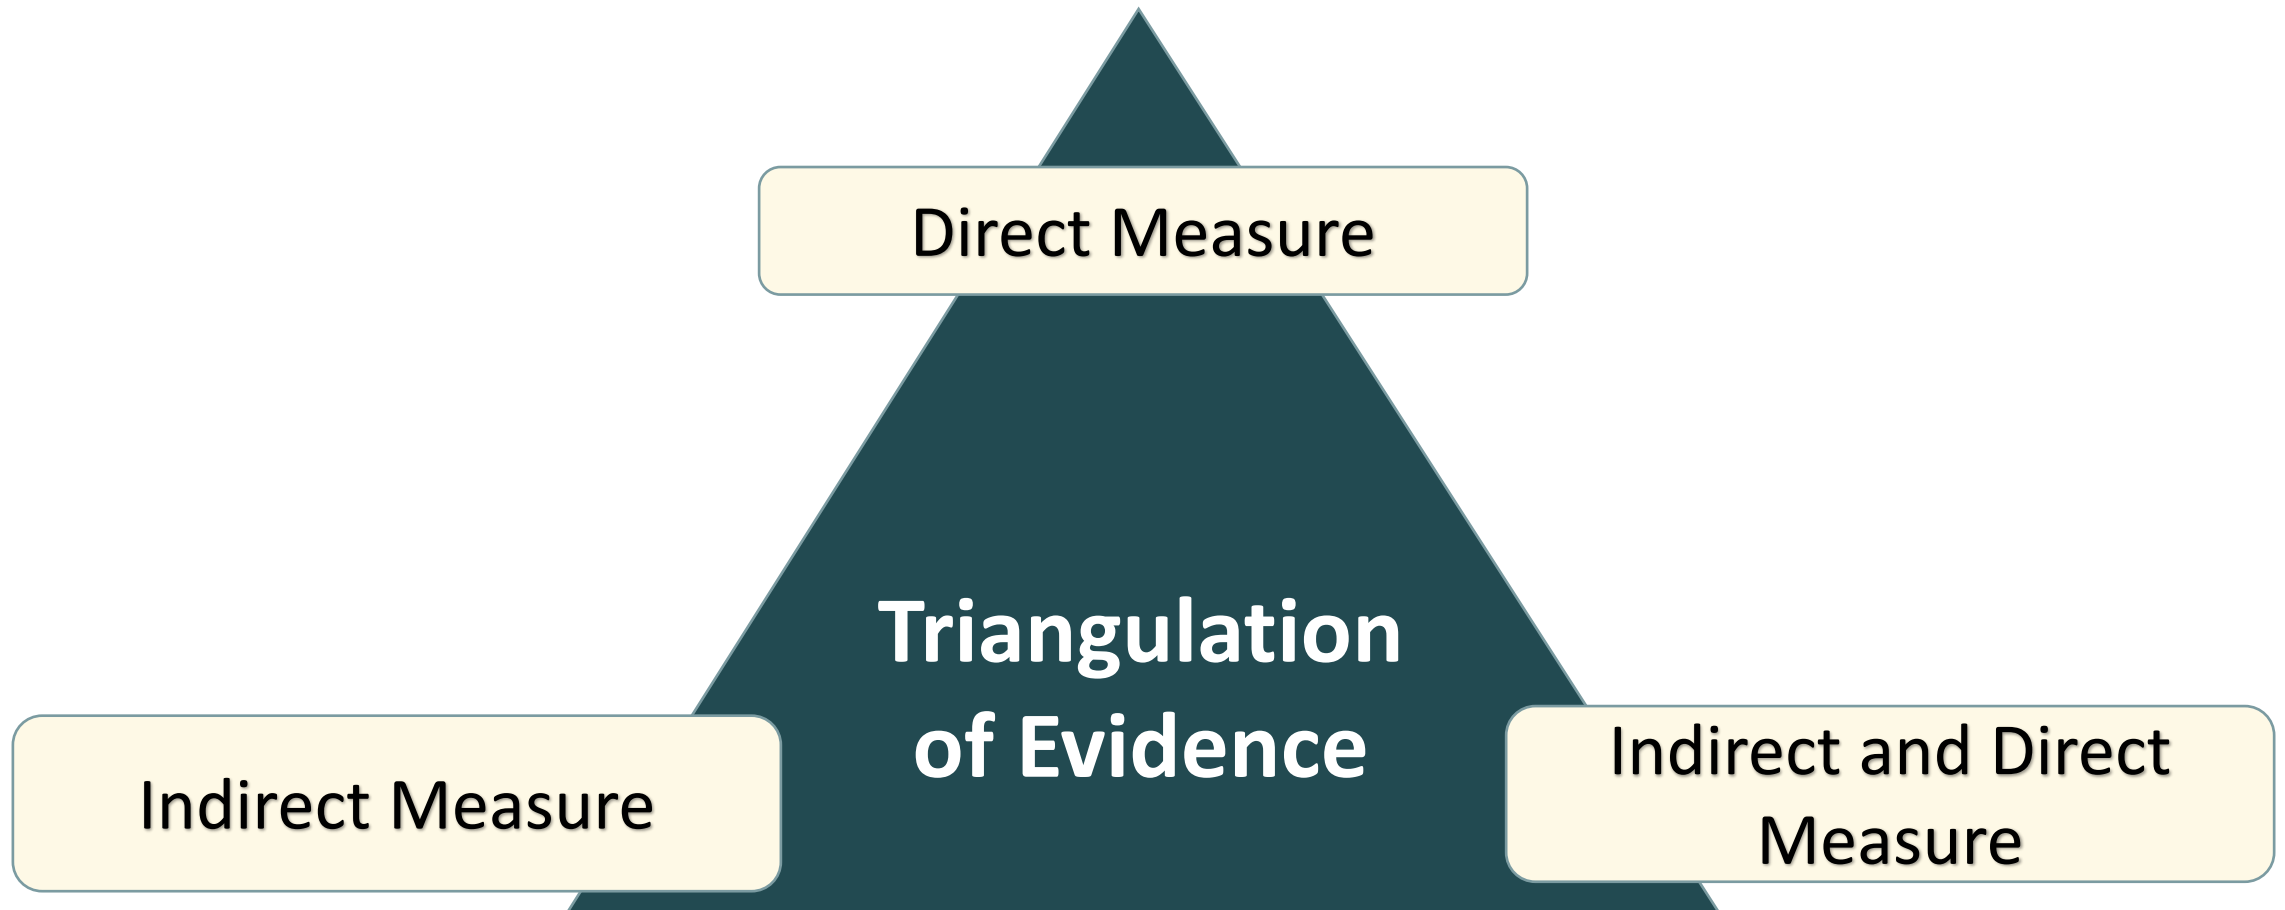 Direct Measure
Triangulation
of Evidence
Indirect Measure
Indirect and Direct
Measure